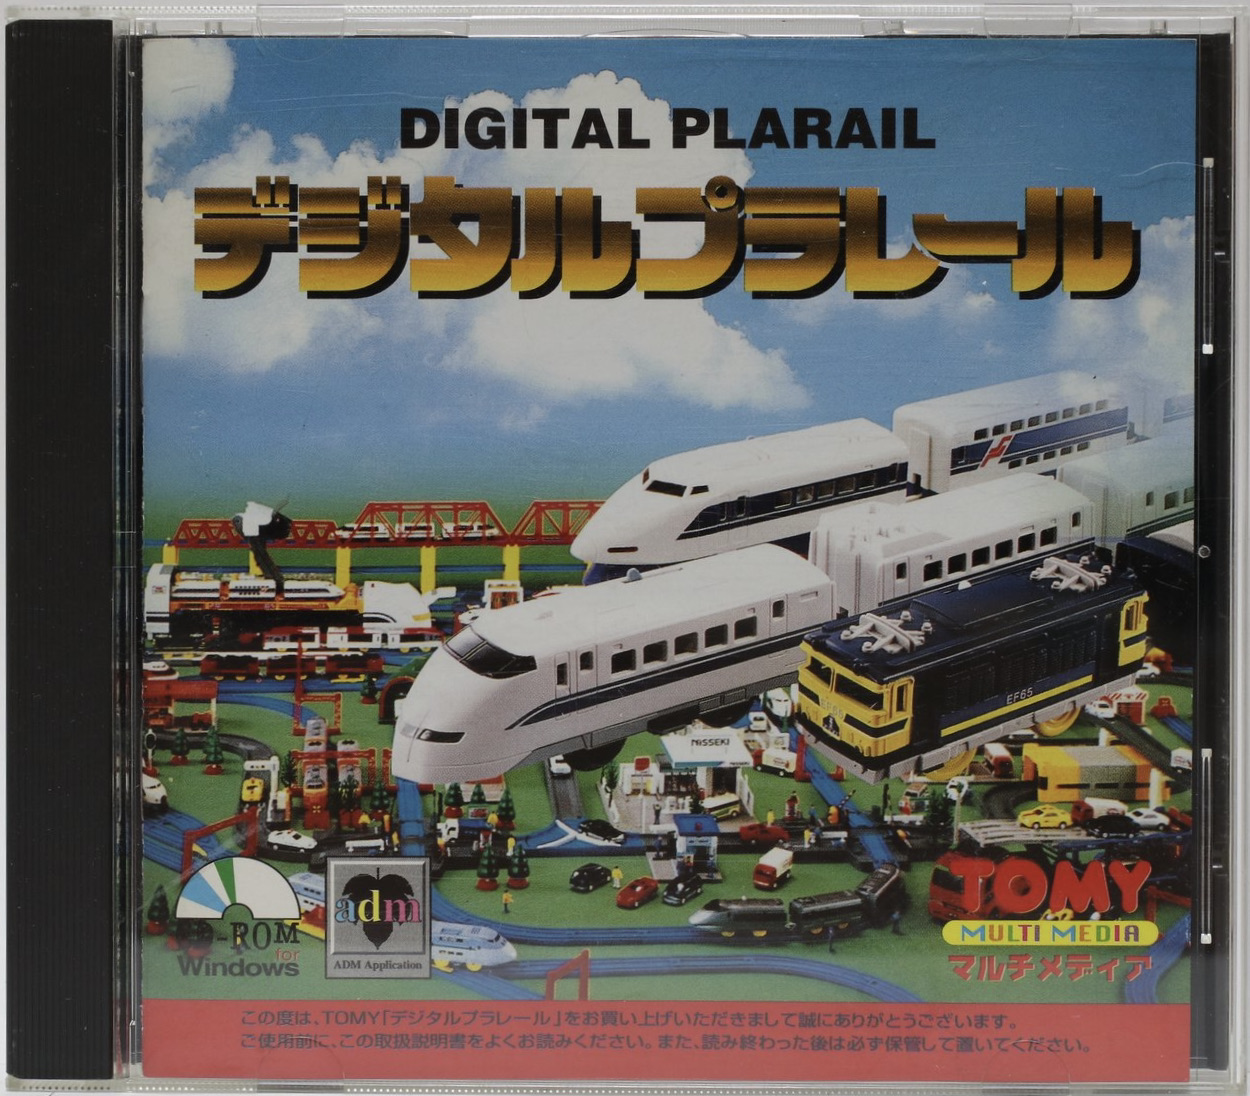 DIGITAL PLARAIL
デジタルプラレール
NISSEKI
EF65
EF65
adm
ADM Application
CD-ROM
for
Windows
TOMY
MULTI MEDIA
マルチメディア
この度は、TOMY「デジタルプラレール」をお買い上げいただきまして誠にありがとうございます。
ご使用前に、この取扱説明書をよくお読みください。また、読み終わった後は必ず保管して置いてください。